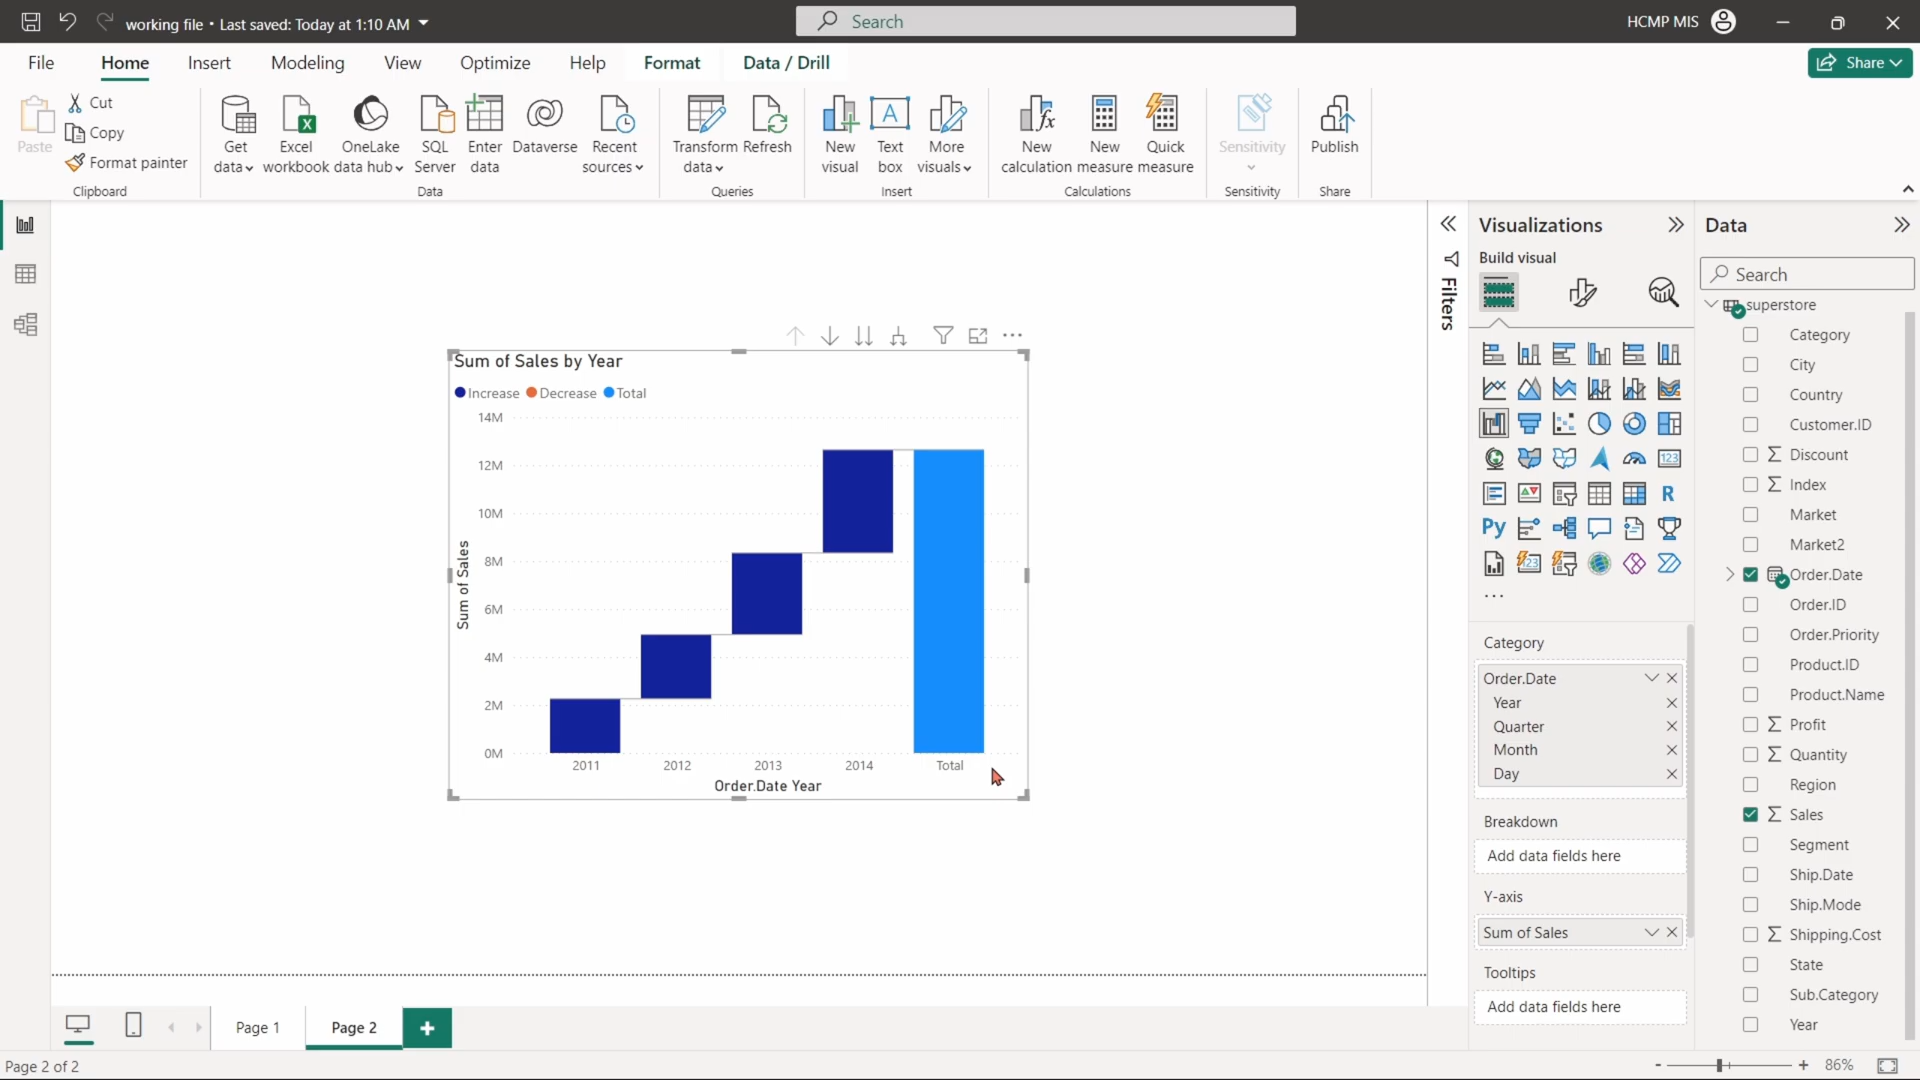 working file • Last saved: Today at 1:10 AM
Search
HCMP MIS
File Home Insert Modeling View Optimize Help Format Data / Drill
Share
Paste
Cut
Copy
Format painter
Clipboard
Get data
Excel workbook
OneLake data hub
SQL Server
Enter data
Dataverse
Recent sources
Data
Transform data
Refresh
Queries
New visual
Text box
More visuals
Insert
New calculation
New measure
Quick measure
Calculations
Sensitivity
Sensitivity
Publish
Share
Sum of Sales by Year
Increase Decrease Total
14M
12M
10M
8M
6M
4M
2M
0M
Sum of Sales
2011 2012 2013 2014 Total
Order.Date Year
Filters
Visualizations
Build visual
123
R
Py
123
Category
Order.Date
Year
Quarter
Month
Day
Breakdown
Add data fields here
Y-axis
Sum of Sales
Tooltips
Add data fields here
Data
Search
superstore
Category
City
Country
Customer.ID
Discount
Index
Market
Market2
Order.Date
Order.ID
Order.Priority
Product.ID
Product.Name
Profit
Quantity
Region
Sales
Segment
Ship.Date
Ship.Mode
Shipping.Cost
State
Sub.Category
Year
Page 1
Page 2
Page 2 of 2
86%